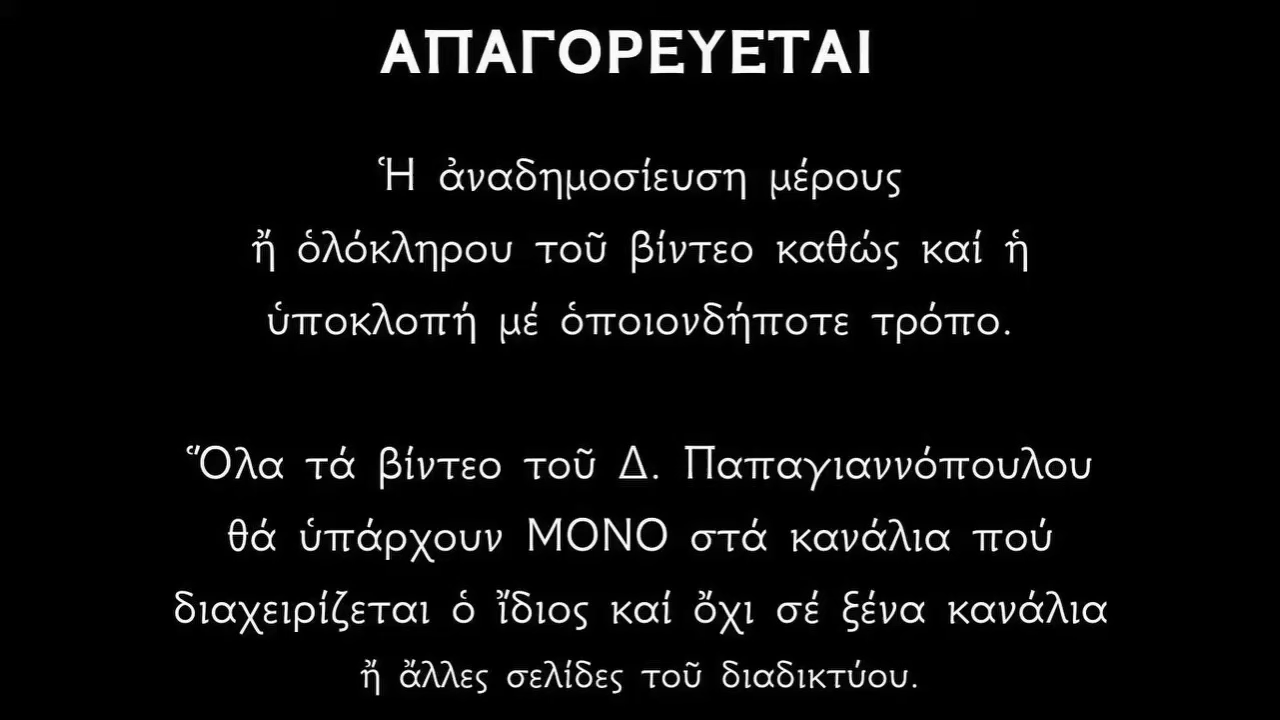 ΑΠΑΓΟΡΕΥΕΤΑΙ
Ἡ ἀναδημοσίευση μέρους
ἤ ὁλόκληρου τοῦ βίντεο καθώς καί ἡ
ὑποκλοπή μέ ὁποιονδήποτε τρόπο.
Ὅλα τά βίντεο τοῦ Δ. Παπαγιαννόπουλου
θά ὑπάρχουν ΜΟΝΟ στά κανάλια πού
διαχειρίζεται ὁ ἴδιος καί ὄχι σέ ξένα κανάλια
ἤ ἄλλες σελίδες τοῦ διαδικτύου.